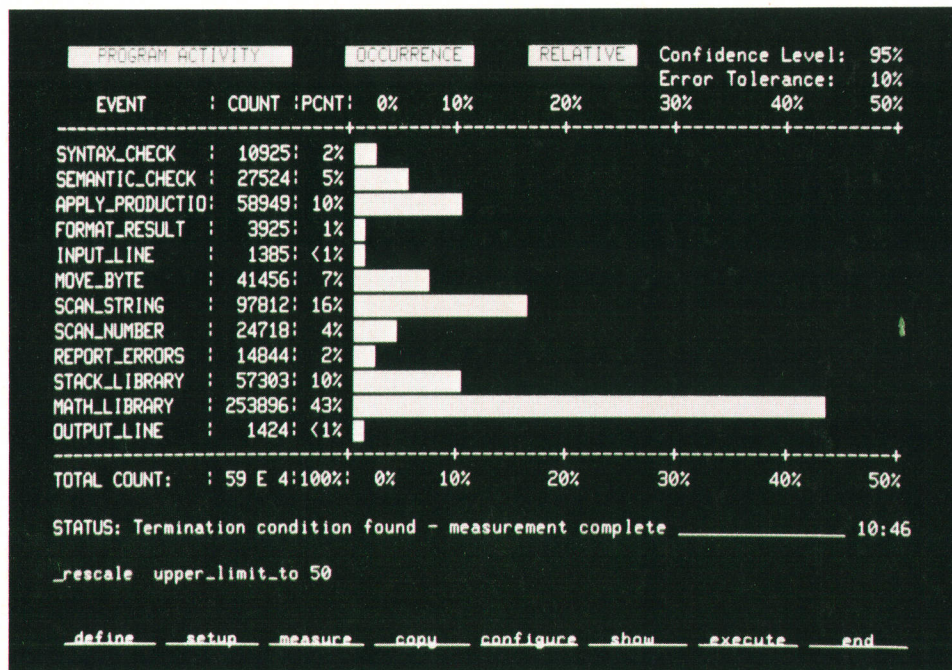 PROGRAM ACTIVITY OCCURRENCE RELATIVE Confidence Level: 95%
Error Tolerance: 10%
EVENT : COUNT :PCNT: 0% 10% 20% 30% 40% 50%
SYNTAX_CHECK : 10925: 2%
SEMANTIC_CHECK : 27524: 5%
APPLY_PRODUCTIO: 58949: 10%
FORMAT_RESULT : 3925: 1%
INPUT_LINE : 1385: <1%
MOVE_BYTE : 41456: 7%
SCAN_STRING : 97812: 16%
SCAN_NUMBER : 24718: 4%
REPORT_ERRORS : 14844: 2%
STACK_LIBRARY : 57303: 10%
MATH_LIBRARY : 253896: 43%
OUTPUT_LINE : 1424: <1%
TOTAL COUNT: : 59 E 4:100%: 0% 10% 20% 30% 40% 50%
STATUS: Termination condition found - measurement complete 10:46
_rescale upper_limit_to 50
define setup measure copy configure show execute end